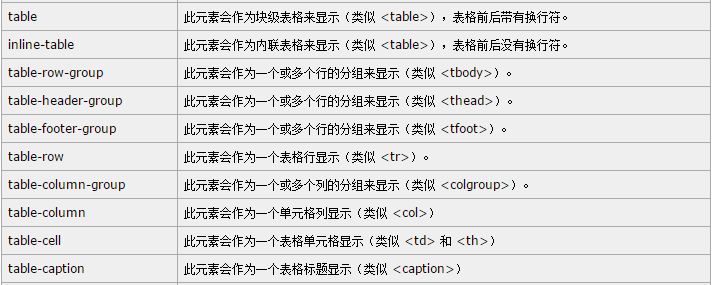 table 此元素会作为块级表格来显示（类似 <table>），表格前后带有换行符。
inline-table 此元素会作为内联表格来显示（类似 <table>），表格前后没有换行符。
table-row-group 此元素会作为一个或多个行的分组来显示（类似 <tbody>）。
table-header-group 此元素会作为一个或多个行的分组来显示（类似 <thead>）。
table-footer-group 此元素会作为一个或多个行的分组来显示（类似 <tfoot>）。
table-row 此元素会作为一个表格行显示（类似 <tr>）。
table-column-group 此元素会作为一个或多个列的分组来显示（类似 <colgroup>）。
table-column 此元素会作为一个单元格列显示（类似 <col>）
table-cell 此元素会作为一个表格单元格显示（类似 <td> 和 <th>）
table-caption 此元素会作为一个表格标题显示（类似 <caption>）